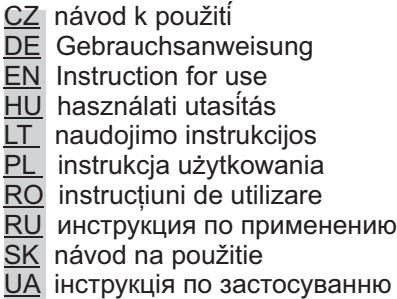 CZ návod k použití
DE Gebrauchsanweisung
EN Instruction for use
HU használati utasítás
LT naudojimo instrukcijos
PL instrukcja użytkowania
RO instrucțiuni de utilizare
RU инструкция по применению
SK návod na použitie
UA інструкція по застосуванню